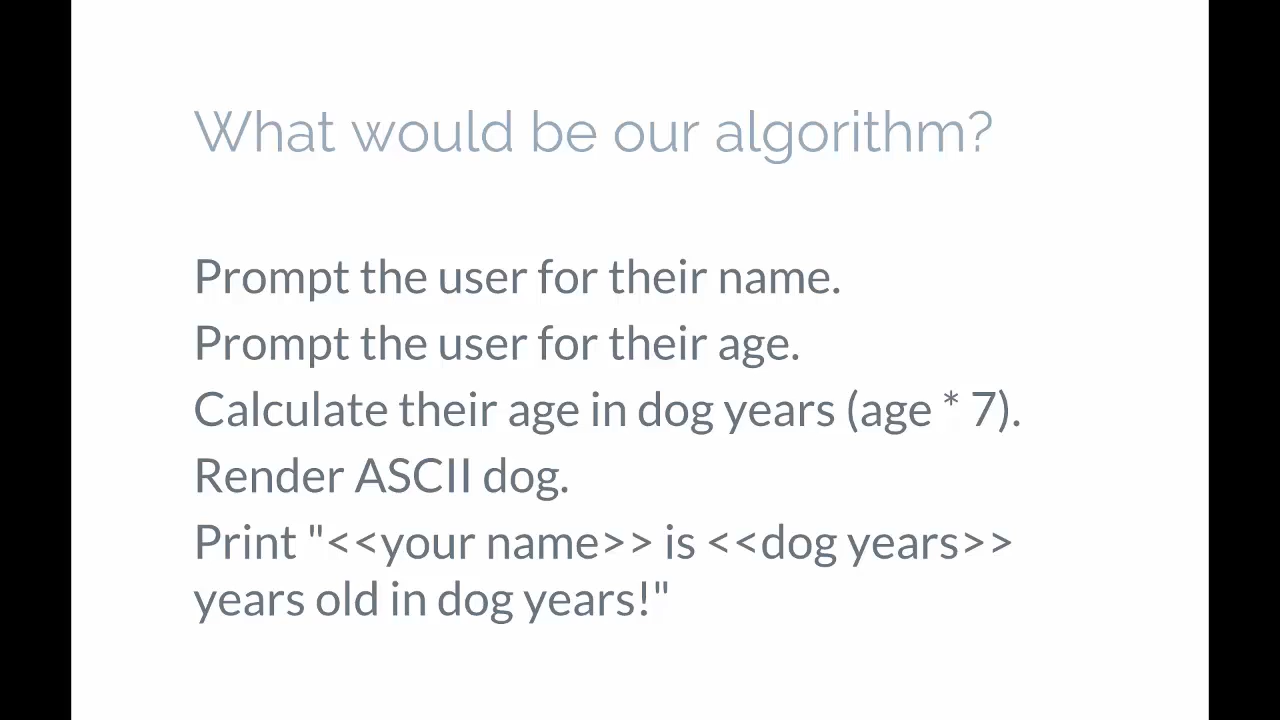 What would be our algorithm?
Prompt the user for their name.
Prompt the user for their age.
Calculate their age in dog years (age * 7).
Render ASCII dog.
Print "<<your name>> is <<dog years>>
years old in dog years!"